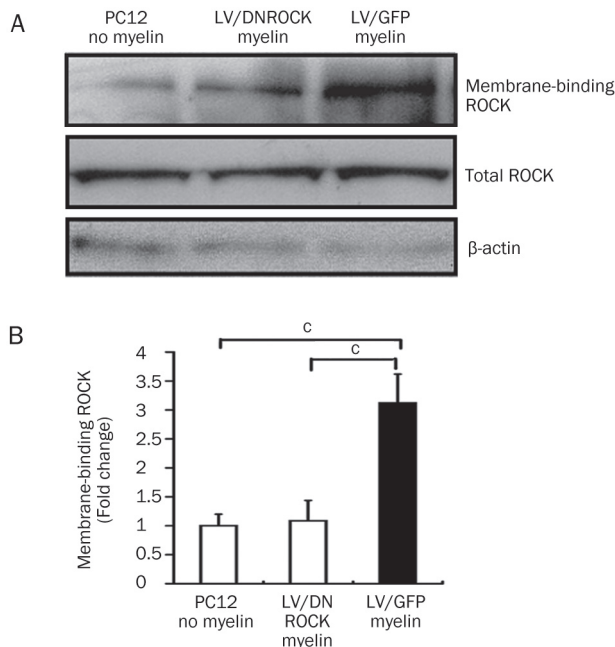 A
PC12
no myelin
LV/DNROCK
myelin
LV/GFP
myelin
Membrane-binding
ROCK
Total ROCK
β-actin
B
Membrane-binding ROCK
(Fold change)
4
3.5
3
2.5
2
1.5
1
0.5
0
c
c
PC12
no myelin
LV/DN
ROCK
myelin
LV/GFP
myelin